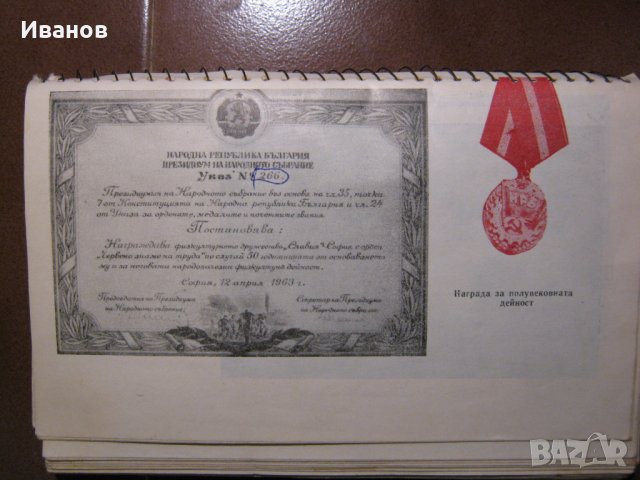 Иванов
НАРОДНА РЕПУБЛИКА БЪЛГАРИЯ
ПРЕЗИДИУМ НА НАРОДНОТО СЪБРАНИЕ
Указ № 266.
Президиумът на Народното събрание въз основа на чл. 35, точка
7 от Конституцията на Народна република България и чл. 24
от Указа за ордените, медалите и почетните звания
Постановява:
Награждава физкултурното дружество „Славия“ - София с орден
„Червено знаме на труда“ по случай 50 годишнината от основаването
му и за неговата народополезна физкултурна дейност.
София, 12 април 1963 г.
Председател на Президиума
на Народното събрание:
Секретар на Президиума
на Народното събрание:
Награда за полувековната
дейност
BAZAR